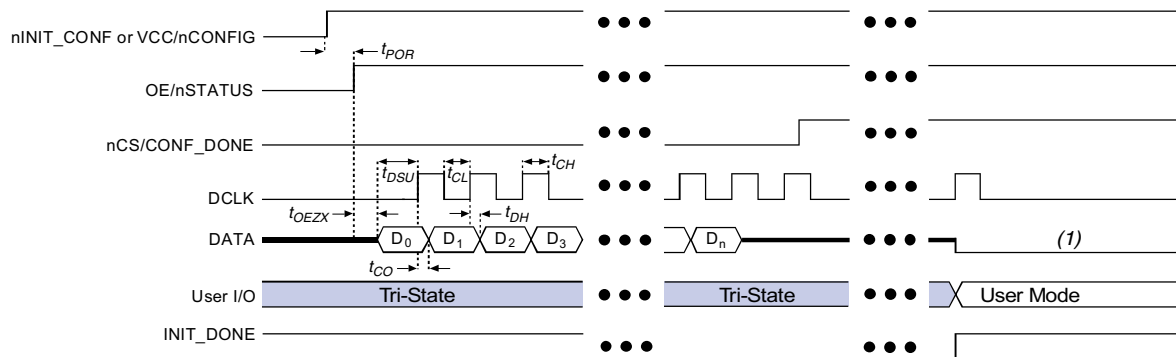 nINIT_CONF or VCC/nCONFIG
tPOR
OE/nSTATUS
nCS/CONF_DONE
tDSU tCL tCH
DCLK
tOEZX tDH
DATA D0 D1 D2 D3 Dn (1)
tCO
User I/O Tri-State Tri-State User Mode
INIT_DONE